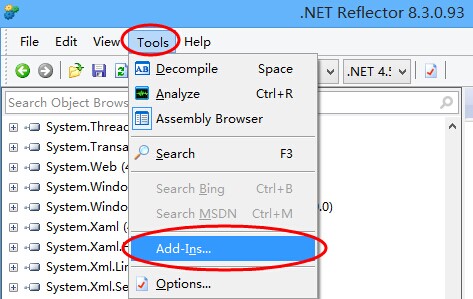 .NET Reflector 8.3.0.93
File Edit View Tools Help
.NET 4.5
Decompile Space
Analyze Ctrl+R
Assembly Browser
Search F3
Search Bing Ctrl+B
Search MSDN Ctrl+M
Add-Ins...
Options...
Search Object Brows
System.Thread
System.Transa
System.Web (4
System.Windo
System.Windo 0.0)
System.Xaml (
System.Xaml.
System.Xml.Lin
System.Xml.Se